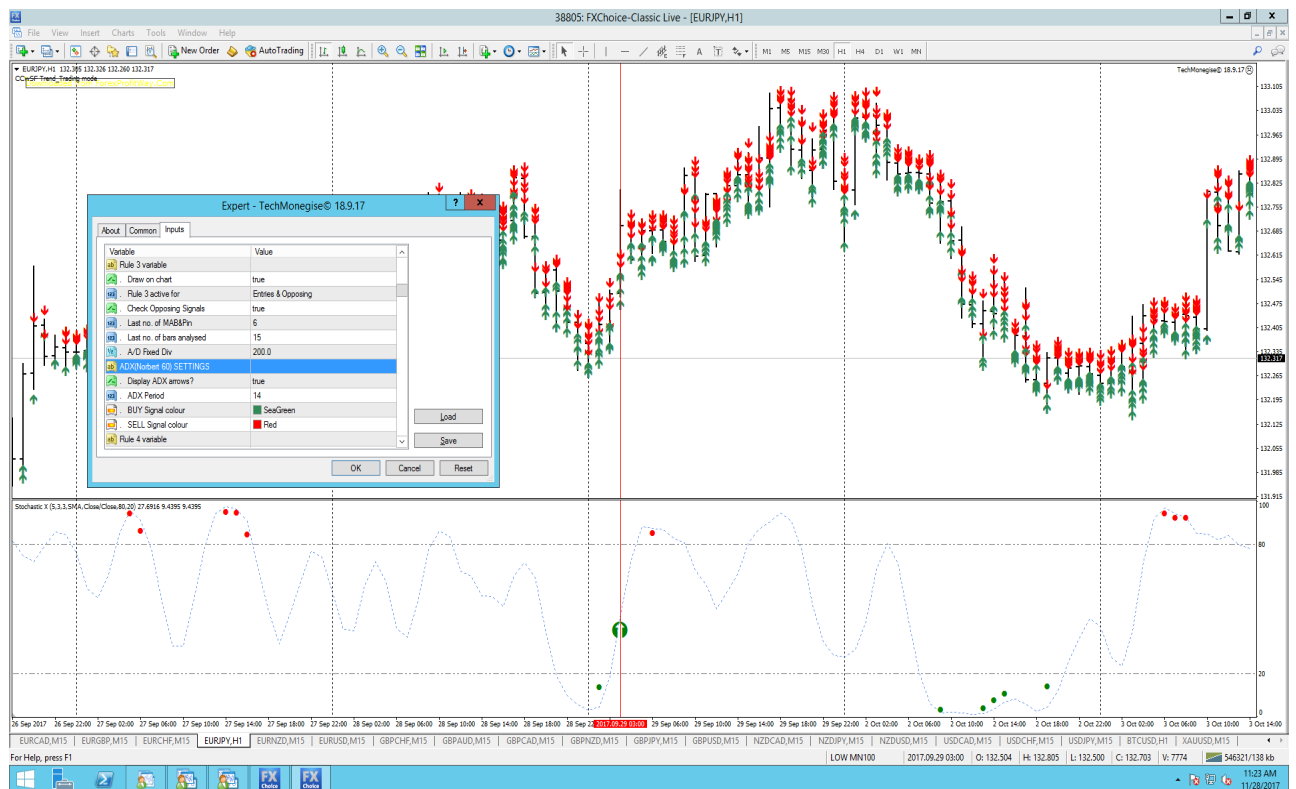 38805: FXChoice-Classic Live - [EURJPY,H1]
File View Insert Charts Tools Window Help
New Order AutoTrading M1 M5 M15 M30 H1 H4 D1 W1 MN
EURJPY,H1 132.305 132.326 132.260 132.317
TechMonegise© 18.9.17
CCwSF Trend_Trading mode
133.105
133.035
132.965
132.895
132.825
132.755
132.685
132.615
132.545
132.475
132.405
132.335
132.317
132.265
132.195
132.125
132.055
131.985
131.915
Expert - TechMonegise© 18.9.17
About Common Inputs
Variable Value
Rule 3 variable
Draw on chart true
Rule 3 active for Entries & Opposing
Check Opposing Signals true
Last no. of MAB&Pin 6
Last no. of bars analysed 15
A/D Fixed Div 200.0
ADX(Norbert 60) SETTINGS
Display ADX arrows? true
ADX Period 14
BUY Signal colour SeaGreen
SELL Signal colour Red
Rule 4 variable
Load
Save
OK Cancel Reset
Stochastic X (5,3,3,SMA,Close/Close,80,20) 27.6916 9.4395 9.4395
100
80
20
0
26 Sep 2017 26 Sep 22:00 27 Sep 02:00 27 Sep 06:00 27 Sep 10:00 27 Sep 14:00 27 Sep 18:00 27 Sep 22:00 28 Sep 02:00 28 Sep 06:00 28 Sep 10:00 28 Sep 14:00 28 Sep 18:00 28 Sep 22 2017.09.29 03:00 29 Sep 06:00 29 Sep 10:00 29 Sep 14:00 29 Sep 18:00 29 Sep 22:00 2 Oct 02:00 2 Oct 06:00 2 Oct 10:00 2 Oct 14:00 2 Oct 18:00 2 Oct 22:00 3 Oct 02:00 3 Oct 06:00 3 Oct 10:00 3 Oct 14:00
EURCAD,M15 EURGBP,M15 EURCHF,M15 EURJPY,H1 EURNZD,M15 EURUSD,M15 GBPCHF,M15 GBPAUD,M15 GBPCAD,M15 GBPNZD,M15 GBPJPY,M15 GBPUSD,M15 NZDCAD,M15 NZDJPY,M15 NZDUSD,M15 USDCAD,M15 USDCHF,M15 USDJPY,M15 BTCUSD,H1 XAUUSD,M15
For Help, press F1 LOW MN100 2017.09.29 03:00 O: 132.504 H: 132.805 L: 132.500 C: 132.703 V: 7774 546321/138 kb
FX Choice FX Choice
11:23 AM
11/28/2017